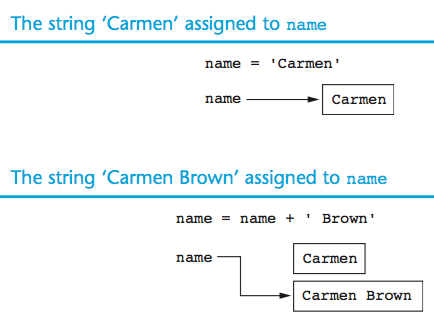 The string ‘Carmen’ assigned to name
name = 'Carmen'
name
Carmen
The string ‘Carmen Brown’ assigned to name
name = name + ' Brown'
name
Carmen
Carmen Brown